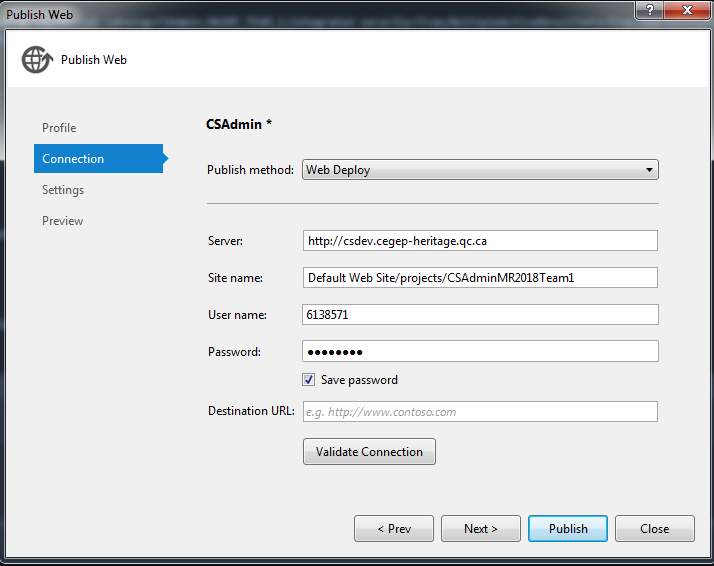 Publish Web
?
Publish Web
Profile
Connection
Settings
Preview
CSAdmin *
Publish method: Web Deploy
Server: http://csdev.cegep-heritage.qc.ca
Site name: Default Web Site/projects/CSAdminMR2018Team1
User name: 6138571
Password: ●●●●●●●●
Save password
Destination URL: e.g. http://www.contoso.com
Validate Connection
< Prev Next > Publish Close